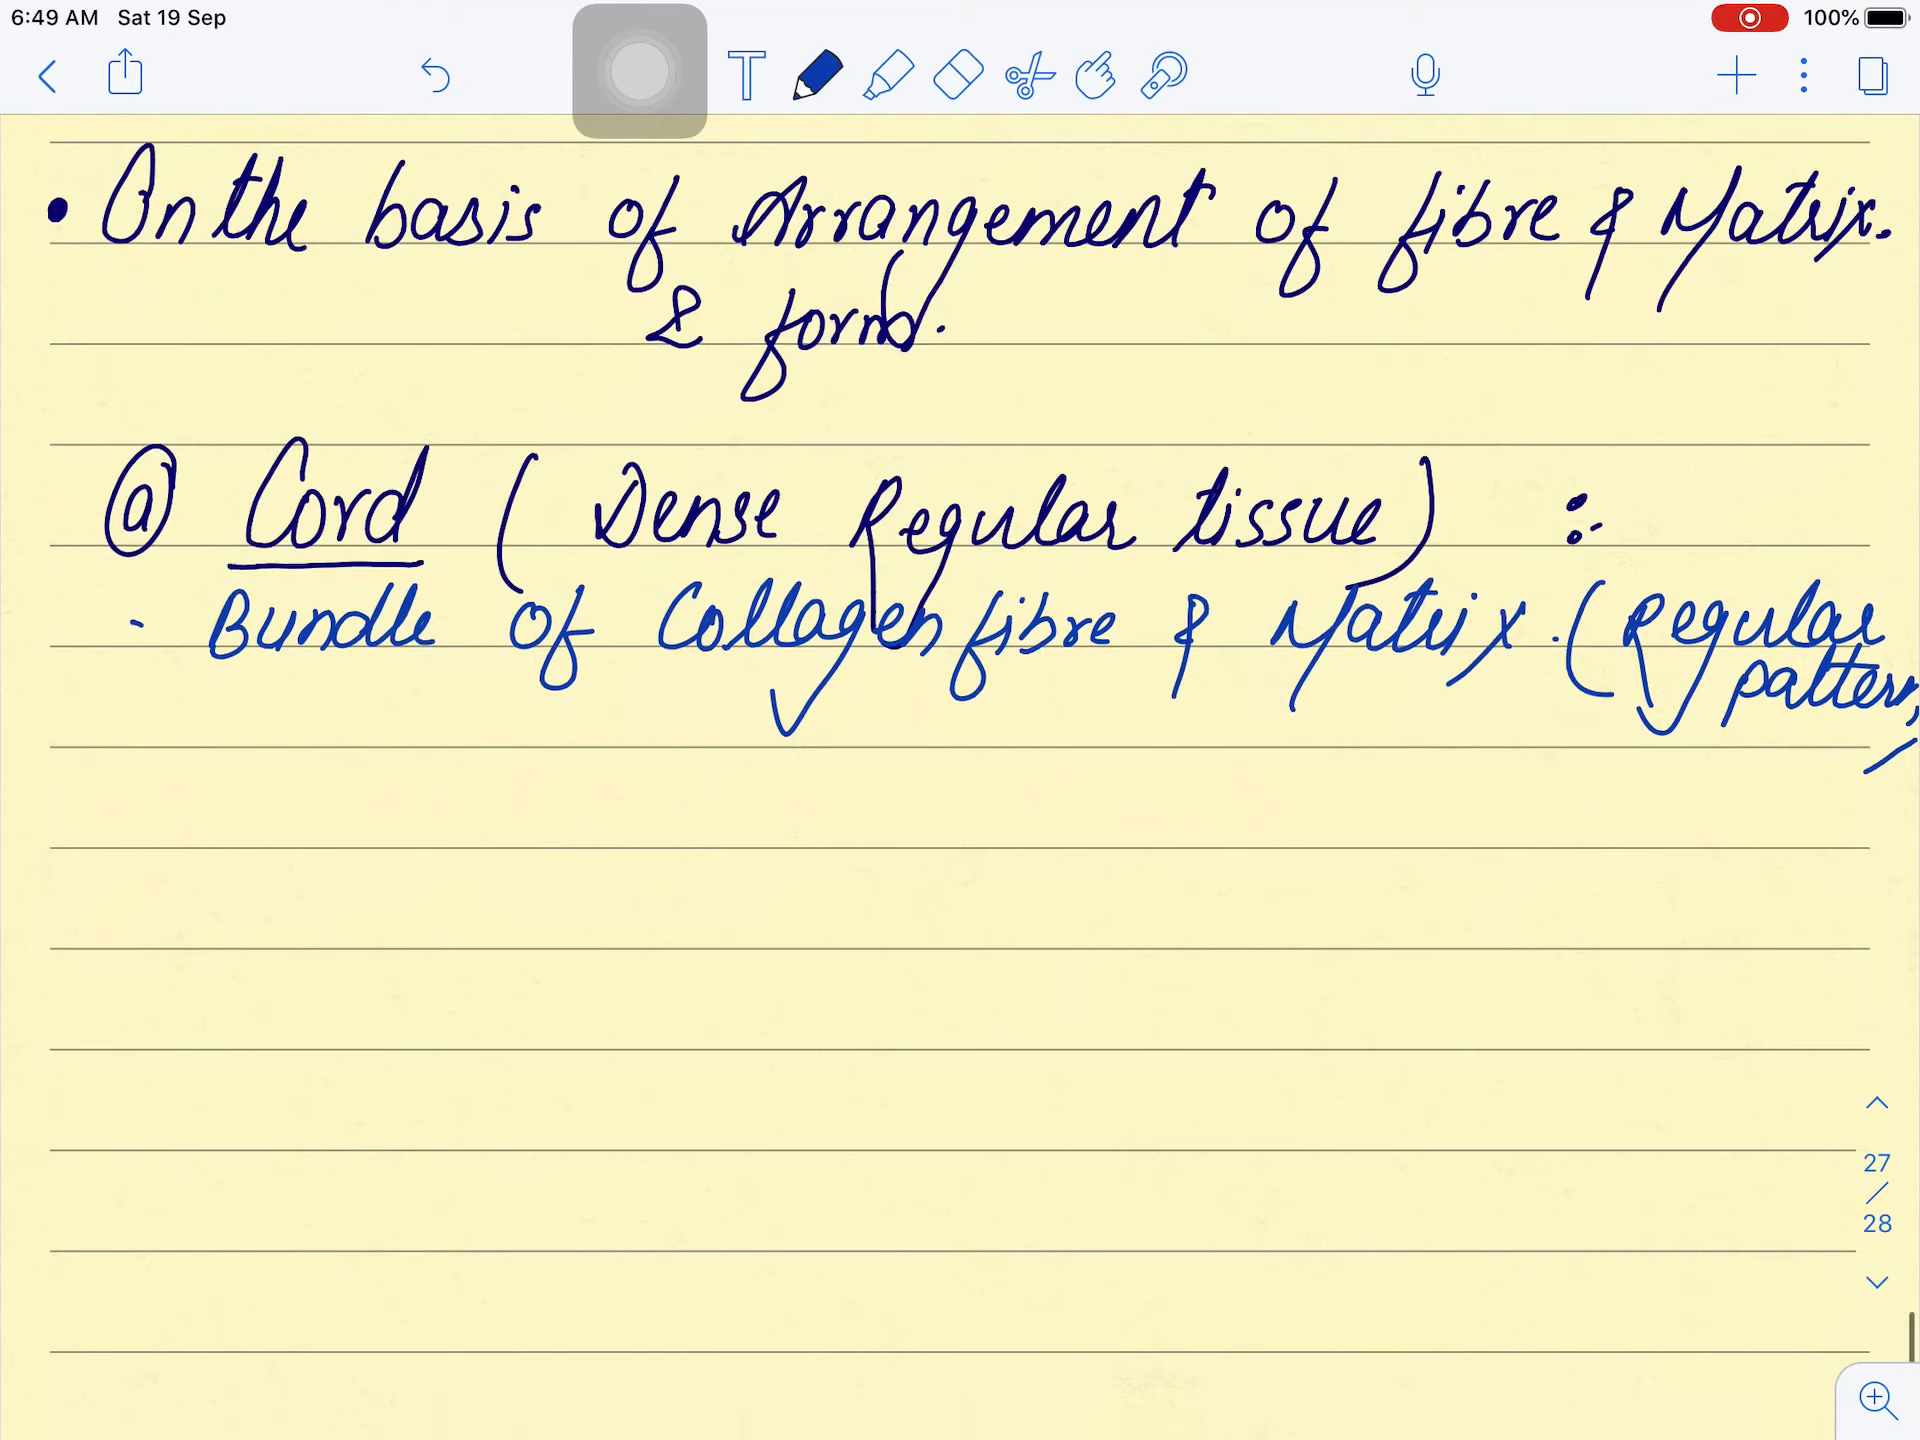 6:49 AM Sat 19 Sep 100%
T
• On the basis of Arrangement of fibre & Matrix.
& form.
(a) Cord ( Dense Regular tissue) :-
- Bundle of Collagen fibre & Matrix. ( Regular
pattern)
27
/
28